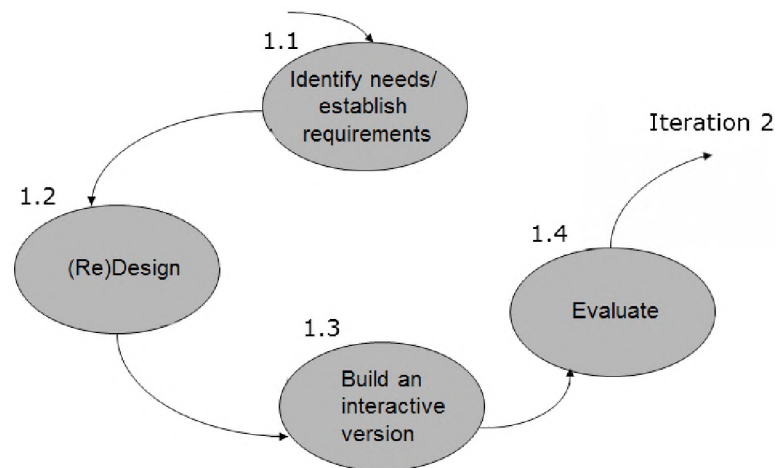 1.1
Identify needs/
establish
requirements
Iteration 2
1.2
(Re)Design
1.4
Evaluate
1.3
Build an
interactive
version